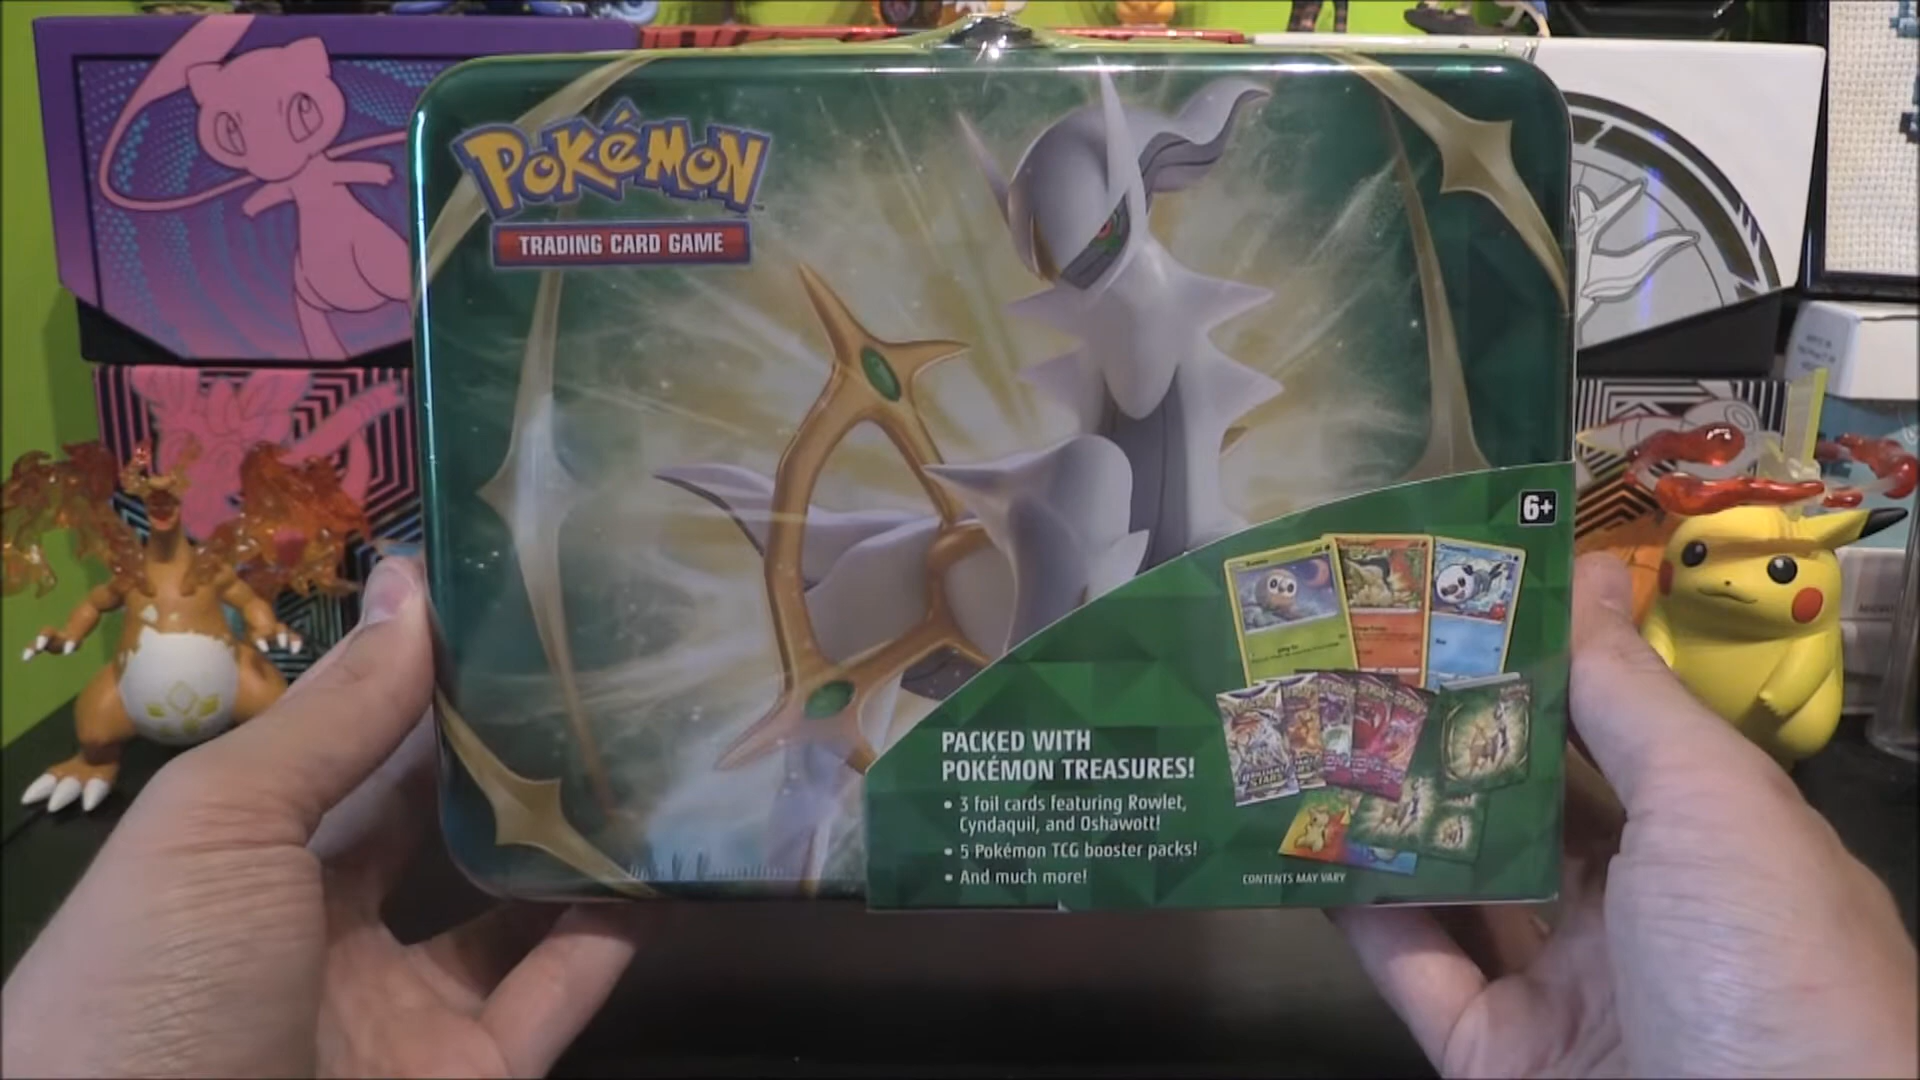 POKéMON
TRADING CARD GAME
6+
PACKED WITH
POKÉMON TREASURES!
• 3 foil cards featuring Rowlet,
Cyndaquil, and Oshawott!
• 5 Pokémon TCG booster packs!
• And much more!
CONTENTS MAY VARY